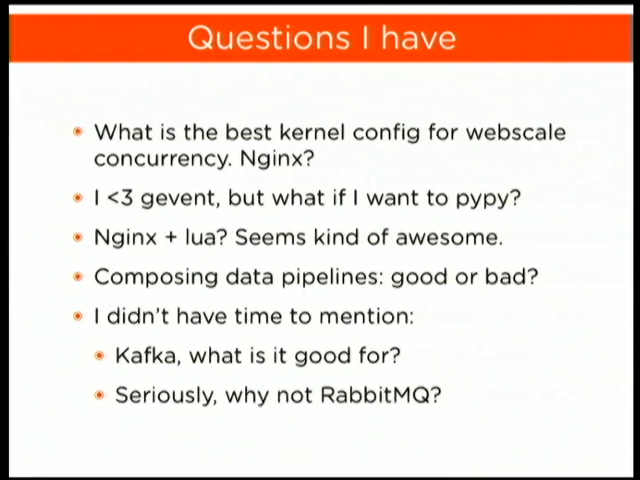 Questions I have
What is the best kernel config for webscale
concurrency. Nginx?
I <3 gevent, but what if I want to pypy?
Nginx + lua? Seems kind of awesome.
Composing data pipelines: good or bad?
I didn't have time to mention:
Kafka, what is it good for?
Seriously, why not RabbitMQ?